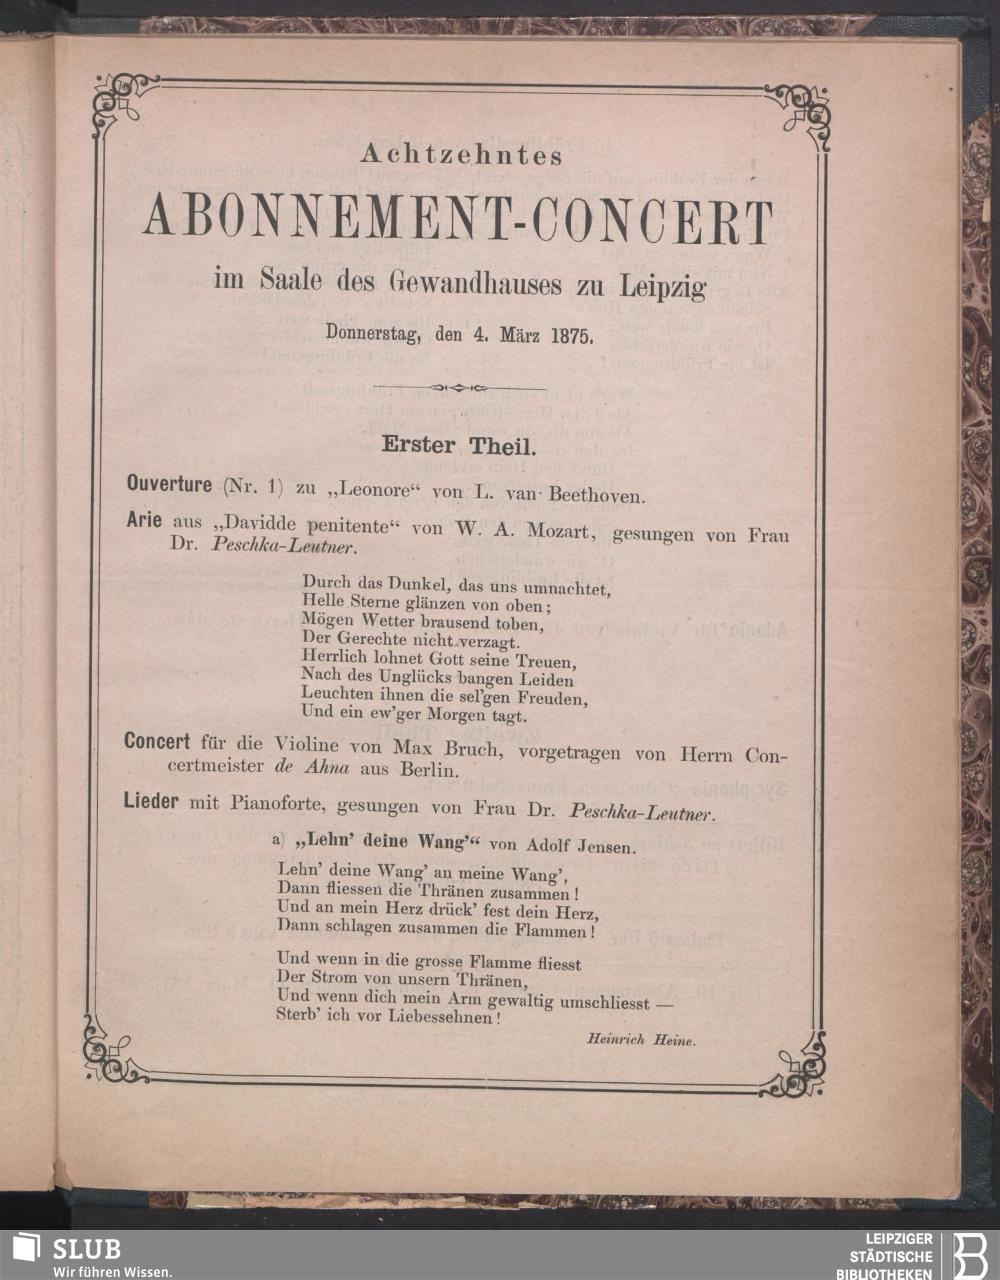 Achtzehntes
ABONNEMENT-CONCERT
im Saale des Gewandhauses zu Leipzig
Donnerstag, den 4. März 1875.
Erster Theil.
Ouverture (Nr. 1) zu „Leonore“ von L. van Beethoven.
Arie aus „Davidde penitente“ von W. A. Mozart, gesungen von Frau
Dr. Peschka-Leutner.
Durch das Dunkel, das uns umnachtet,
Helle Sterne glänzen von oben;
Mögen Wetter brausend toben,
Der Gerechte nicht verzagt.
Herrlich lohnet Gott seine Treuen,
Nach des Unglücks bangen Leiden
Leuchten ihnen die sel'gen Freuden,
Und ein ew'ger Morgen tagt.
Concert für die Violine von Max Bruch, vorgetragen von Herrn Con-
certmeister de Ahna aus Berlin.
Lieder mit Pianoforte, gesungen von Frau Dr. Peschka-Leutner.
a) „Lehn' deine Wang'“ von Adolf Jensen.
Lehn' deine Wang' an meine Wang',
Dann fliessen die Thränen zusammen!
Und an mein Herz drück' fest dein Herz,
Dann schlagen zusammen die Flammen!
Und wenn in die grosse Flamme fliesst
Der Strom von unsern Thränen,
Und wenn dich mein Arm gewaltig umschliesst —
Sterb' ich vor Liebessehnen!
Heinrich Heine.
SLUB
Wir führen Wissen.
LEIPZIGER
STÄDTISCHE
BIBLIOTHEKEN